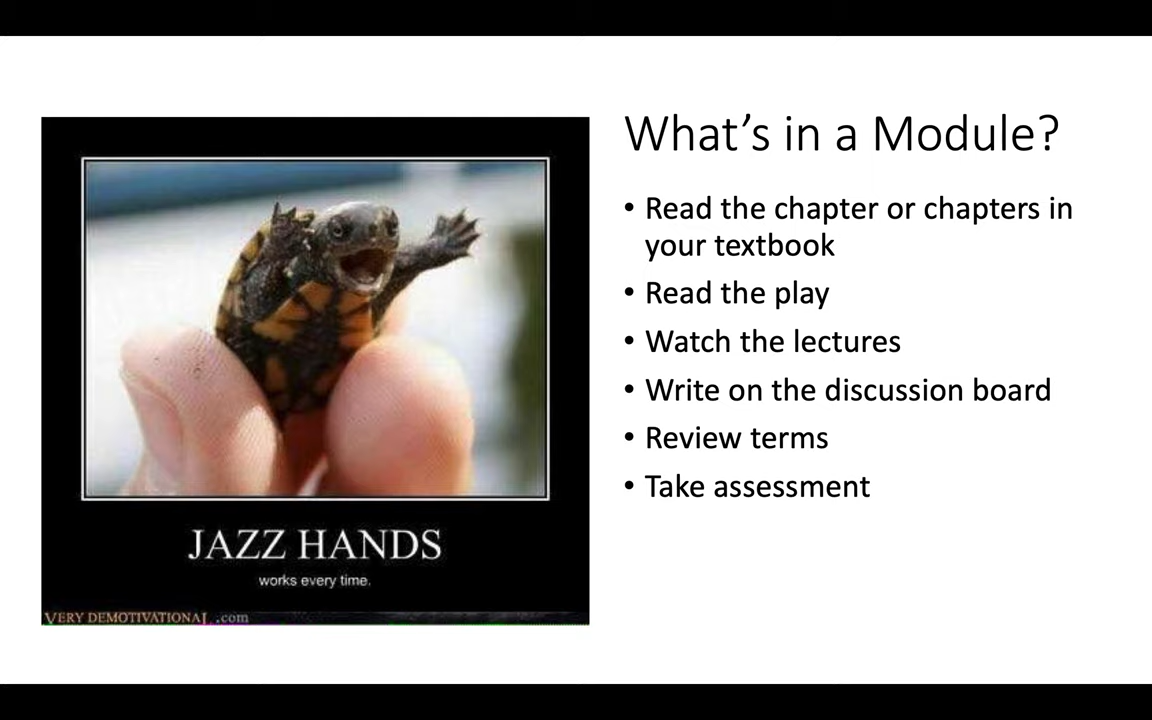 What's in a Module?
• Read the chapter or chapters in
your textbook
• Read the play
• Watch the lectures
• Write on the discussion board
• Review terms
• Take assessment
JAZZ HANDS
works every time.
VERY DEMOTIVATIONAL .com